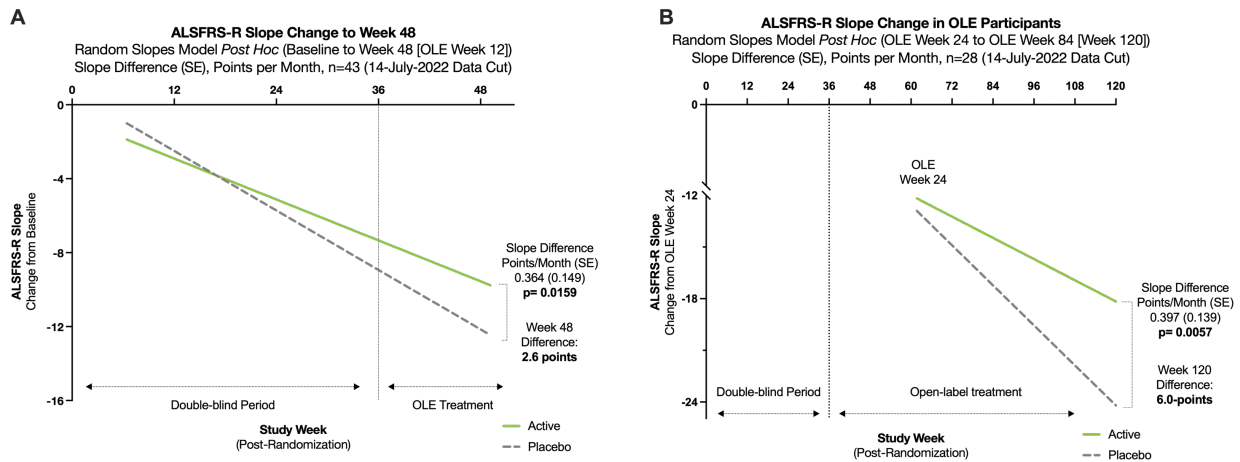 A
ALSFRS-R Slope Change to Week 48
Random Slopes Model Post Hoc (Baseline to Week 48 [OLE Week 12])
Slope Difference (SE), Points per Month, n=43 (14-July-2022 Data Cut)
0 12 24 36 48
0
-4
-8
-12
-16
ALSFRS-R Slope
Change from Baseline
Slope Difference
Points/Month (SE)
0.364 (0.149)
p= 0.0159
Week 48
Difference:
2.6 points
Double-blind Period
OLE Treatment
Study Week
(Post-Randomization)
Active
Placebo
B
ALSFRS-R Slope Change in OLE Participants
Random Slopes Model Post Hoc (OLE Week 24 to OLE Week 84 [Week 120])
Slope Difference (SE), Points per Month, n=28 (14-July-2022 Data Cut)
0 12 24 36 48 60 72 84 96 108 120
0
-12
-18
-24
ALSFRS-R Slope
Change from OLE Week 24
OLE
Week 24
Slope Difference
Points/Month (SE)
0.397 (0.139)
p= 0.0057
Week 120
Difference:
6.0-points
Double-blind Period
Open-label treatment
Study Week
(Post-Randomization)
Active
Placebo